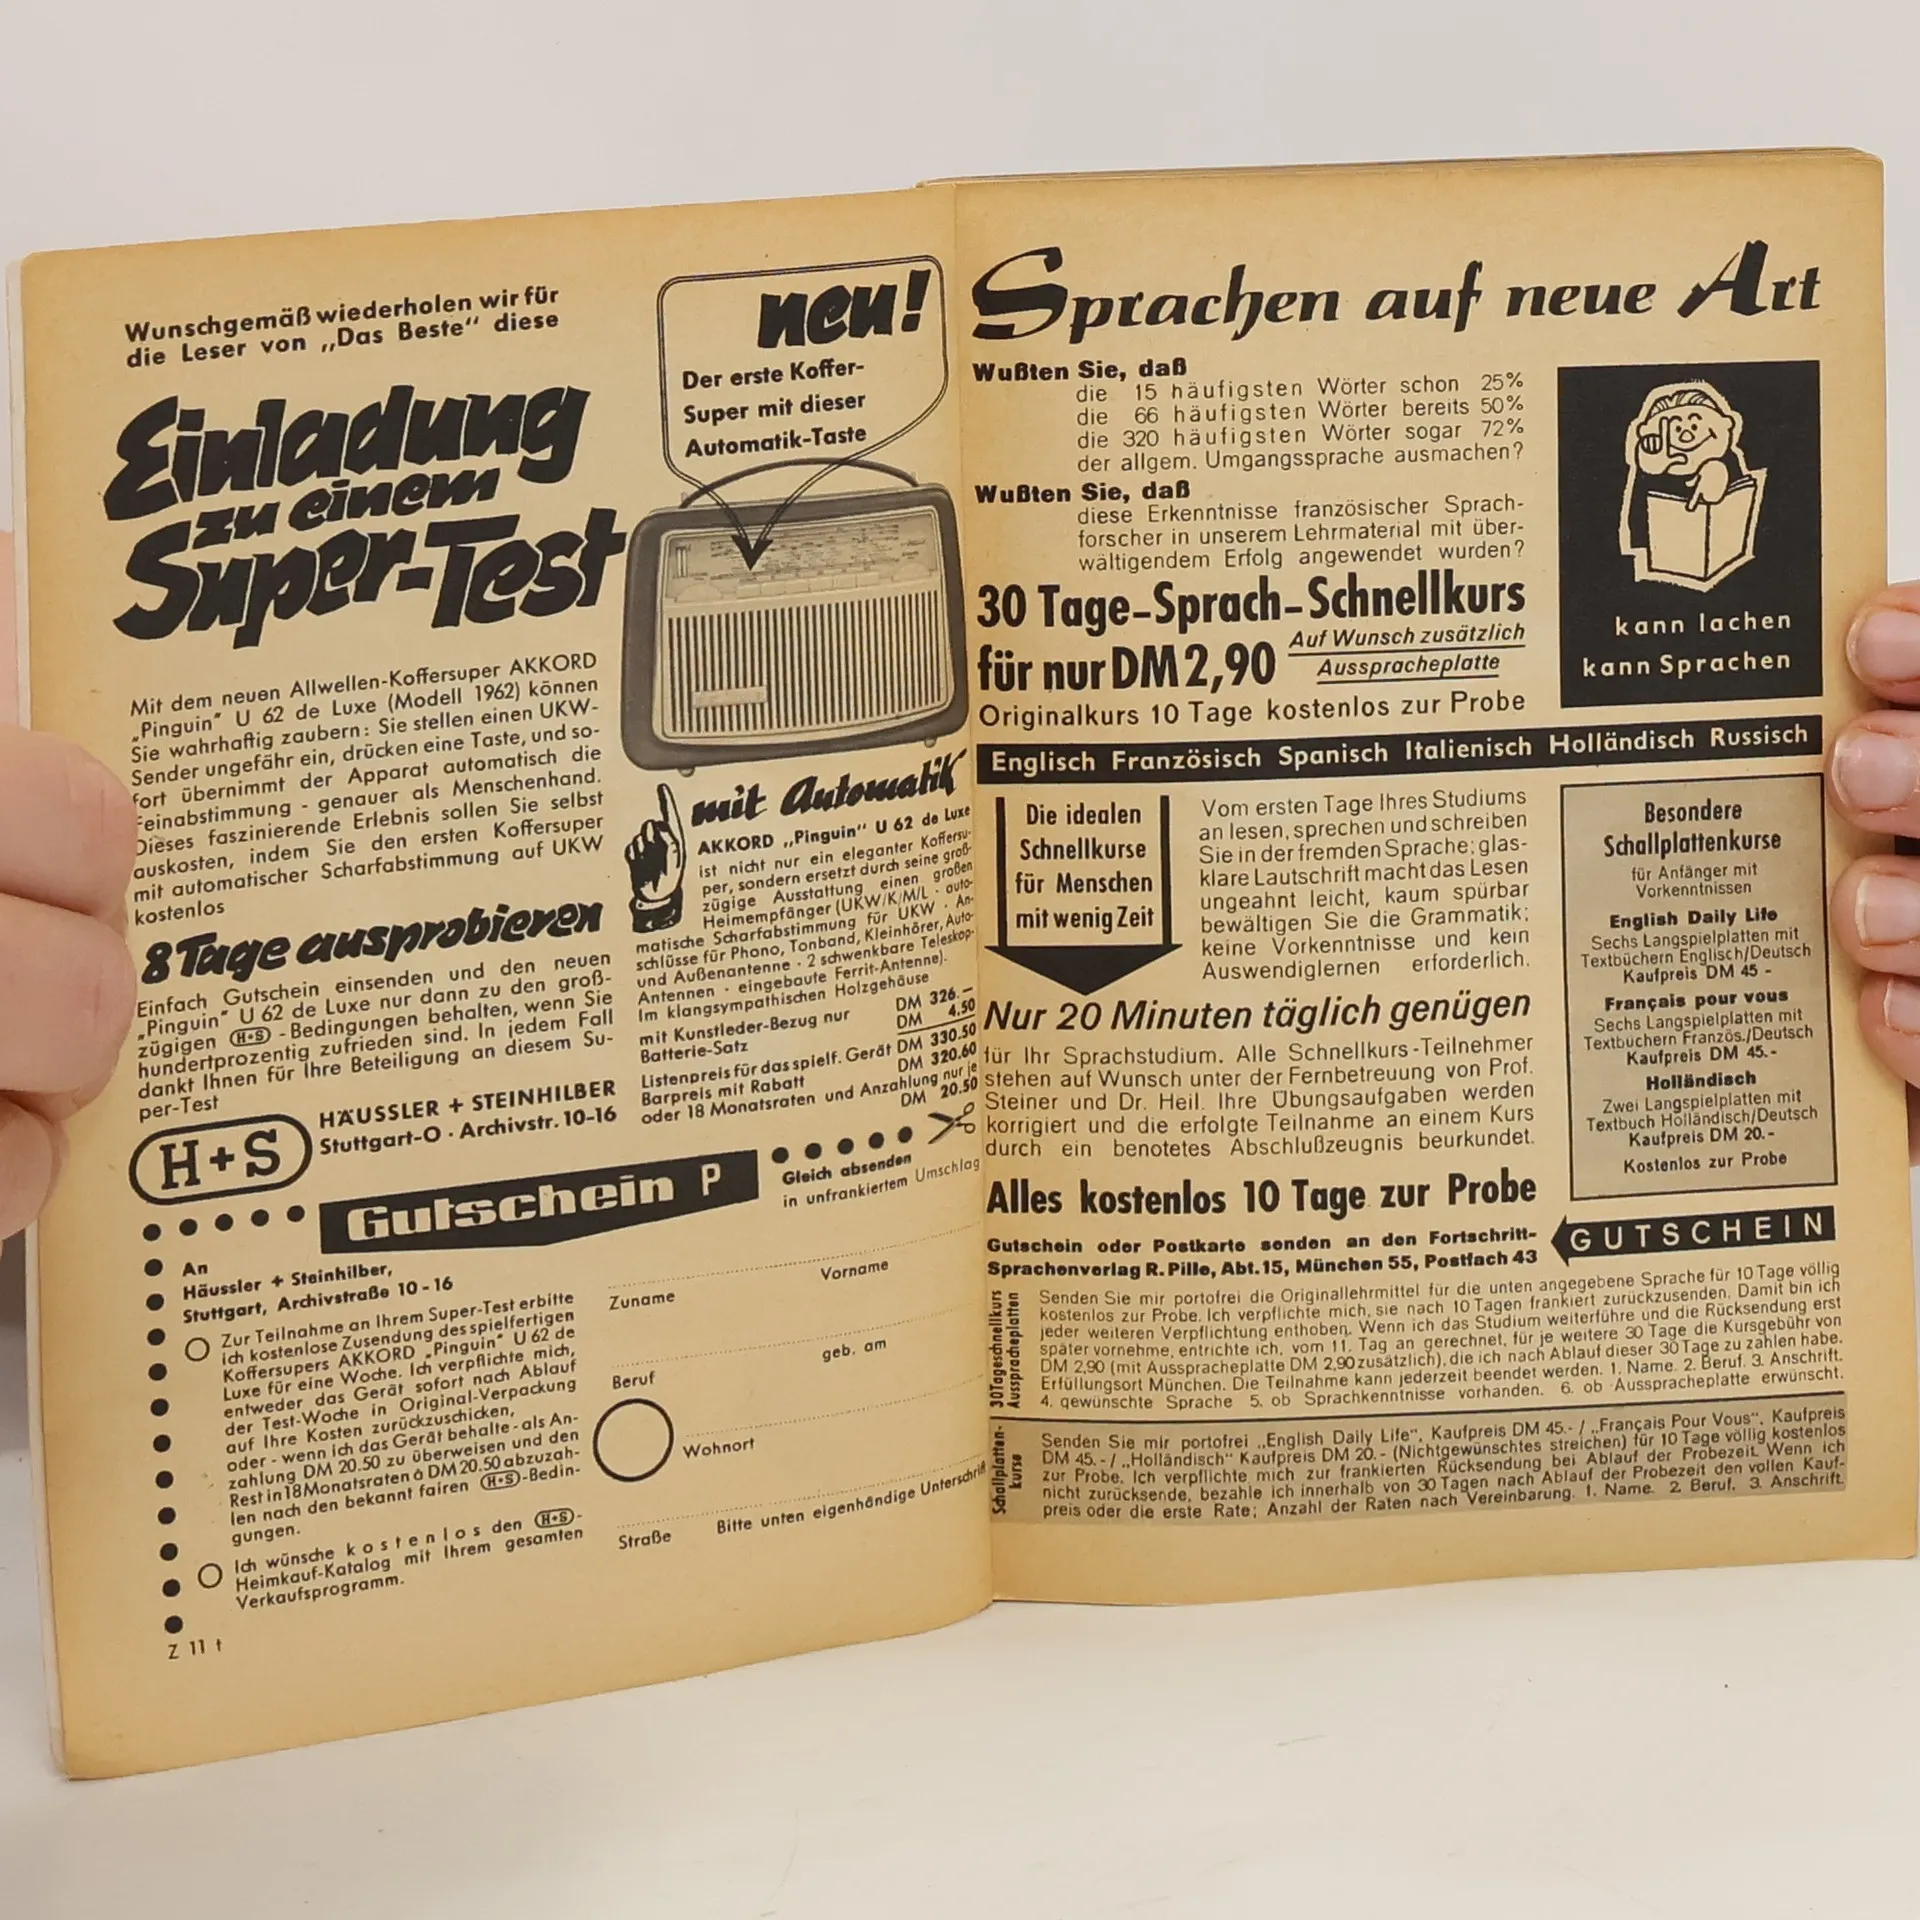 Wunschgemäß wiederholen wir für
die Leser von „Das Beste" diese
Einladung
zu einem
Super-Test
neu!
Der erste Koffer-
Super mit dieser
Automatik-Taste
Mit dem neuen Allwellen-Koffersuper AKKORD
„Pinguin" U 62 de Luxe (Modell 1962) können
Sie wahrhaftig zaubern: Sie stellen einen UKW-
Sender ungefähr ein, drücken eine Taste, und so-
fort übernimmt der Apparat automatisch die
Feinabstimmung - genauer als Menschenhand.
Dieses faszinierende Erlebnis sollen Sie selbst
auskosten, indem Sie den ersten Koffersuper
mit automatischer Scharfabstimmung auf UKW
kostenlos
8 Tage ausprobieren
Einfach Gutschein einsenden und den neuen
„Pinguin" U 62 de Luxe nur dann zu den groß-
zügigen (H+S) -Bedingungen behalten, wenn Sie
hundertprozentig zufrieden sind. In jedem Fall
dankt Ihnen für Ihre Beteiligung an diesem Su-
per-Test
H+S
HÄUSSLER + STEINHILBER
Stuttgart-O · Archivstr. 10-16
mit Automatik
AKKORD „Pinguin" U 62 de Luxe
ist nicht nur ein eleganter Koffersu-
per, sondern ersetzt durch seine groß-
zügige Ausstattung einen großen
Heimempfänger (UKW/K/M/L · auto-
matische Scharfabstimmung für UKW · An-
schlüsse für Phono, Tonband, Kleinhörer, Auto-
und Außenantenne · 2 schwenkbare Teleskop-
Antennen · eingebaute Ferrit-Antenne).
Im klangsympathischen Holzgehäuse
mit Kunstleder-Bezug nur DM 326.–
Batterie-Satz DM 4.50
Listenpreis für das spielf. Gerät DM 330.50
Barpreis mit Rabatt DM 320.60
oder 18 Monatsraten und Anzahlung nur je
DM 20.50
Gutschein P
Gleich absenden
in unfrankiertem Umschlag
An
Häussler + Steinhilber,
Stuttgart, Archivstraße 10-16
Zur Teilnahme an Ihrem Super-Test erbitte
ich kostenlose Zusendung des spielfertigen
Koffersupers AKKORD „Pinguin" U 62 de
Luxe für eine Woche. Ich verpflichte mich,
entweder das Gerät sofort nach Ablauf
der Test-Woche in Original-Verpackung
auf Ihre Kosten zurückzuschicken,
oder - wenn ich das Gerät behalte - als An-
zahlung DM 20.50 zu überweisen und den
Rest in 18 Monatsraten à DM 20.50 abzuzah-
len nach den bekannt fairen (H+S)-Bedin-
gungen.
Ich wünsche kostenlos den (H+S)-
Heimkauf-Katalog mit Ihrem gesamten
Verkaufsprogramm.
Zuname Vorname
Beruf geb. am
Wohnort
Straße Bitte unten eigenhändige Unterschrift
Z 11 t
Sprachen auf neue Art
Wußten Sie, daß
die 15 häufigsten Wörter schon 25%
die 66 häufigsten Wörter bereits 50%
die 320 häufigsten Wörter sogar 72%
der allgem. Umgangssprache ausmachen?
Wußten Sie, daß
diese Erkenntnisse französischer Sprach-
forscher in unserem Lehrmaterial mit über-
wältigendem Erfolg angewendet wurden?
30 Tage-Sprach-Schnellkurs
für nur DM 2,90
Auf Wunsch zusätzlich
Ausspracheplatte
Originalkurs 10 Tage kostenlos zur Probe
kann lachen
kann Sprachen
Englisch Französisch Spanisch Italienisch Holländisch Russisch
Die idealen
Schnellkurse
für Menschen
mit wenig Zeit
Vom ersten Tage Ihres Studiums
an lesen, sprechen und schreiben
Sie in der fremden Sprache; glas-
klare Lautschrift macht das Lesen
ungeahnt leicht, kaum spürbar
bewältigen Sie die Grammatik;
keine Vorkenntnisse und kein
Auswendiglernen erforderlich.
Nur 20 Minuten täglich genügen
für Ihr Sprachstudium. Alle Schnellkurs-Teilnehmer
stehen auf Wunsch unter der Fernbetreuung von Prof.
Steiner und Dr. Heil. Ihre Übungsaufgaben werden
korrigiert und die erfolgte Teilnahme an einem Kurs
durch ein benotetes Abschlußzeugnis beurkundet.
Alles kostenlos 10 Tage zur Probe
Gutschein oder Postkarte senden an den Fortschritt-
Sprachenverlag R. Pille, Abt. 15, München 55, Postfach 43
Besondere
Schallplattenkurse
für Anfänger mit
Vorkenntnissen
English Daily Life
Sechs Langspielplatten mit
Textbüchern Englisch/Deutsch
Kaufpreis DM 45 -
Français pour vous
Sechs Langspielplatten mit
Textbüchern Französ./Deutsch
Kaufpreis DM 45.-
Holländisch
Zwei Langspielplatten mit
Textbuch Holländisch/Deutsch
Kaufpreis DM 20.-
Kostenlos zur Probe
GUTSCHEIN
30 Tageschnellkurs
Ausspracheplatten
Senden Sie mir portofrei die Originallehrmittel für die unten angegebene Sprache für 10 Tage völlig
kostenlos zur Probe. Ich verpflichte mich, sie nach 10 Tagen frankiert zurückzusenden. Damit bin ich
jeder weiteren Verpflichtung enthoben. Wenn ich das Studium weiterführe und die Rücksendung erst
später vornehme, entrichte ich, vom 11. Tag an gerechnet, für je weitere 30 Tage die Kursgebühr von
DM 2,90 (mit Ausspracheplatte DM 2,90 zusätzlich), die ich nach Ablauf dieser 30 Tage zu zahlen habe.
Erfüllungsort München. Die Teilnahme kann jederzeit beendet werden. 1. Name. 2. Beruf. 3. Anschrift.
4. gewünschte Sprache 5. ob Sprachkenntnisse vorhanden. 6. ob Ausspracheplatte erwünscht.
Schallplatten-
kurse
Senden Sie mir portofrei „English Daily Life", Kaufpreis DM 45.- / „Français Pour Vous", Kaufpreis
DM 45.- / „Holländisch" Kaufpreis DM 20.- (Nichtgewünschtes streichen) für 10 Tage völlig kostenlos
zur Probe. Ich verpflichte mich zur frankierten Rücksendung bei Ablauf der Probezeit. Wenn ich
nicht zurücksende, bezahle ich innerhalb von 30 Tagen nach Ablauf der Probezeit den vollen Kauf-
preis oder die erste Rate; Anzahl der Raten nach Vereinbarung. 1. Name. 2. Beruf. 3. Anschrift.